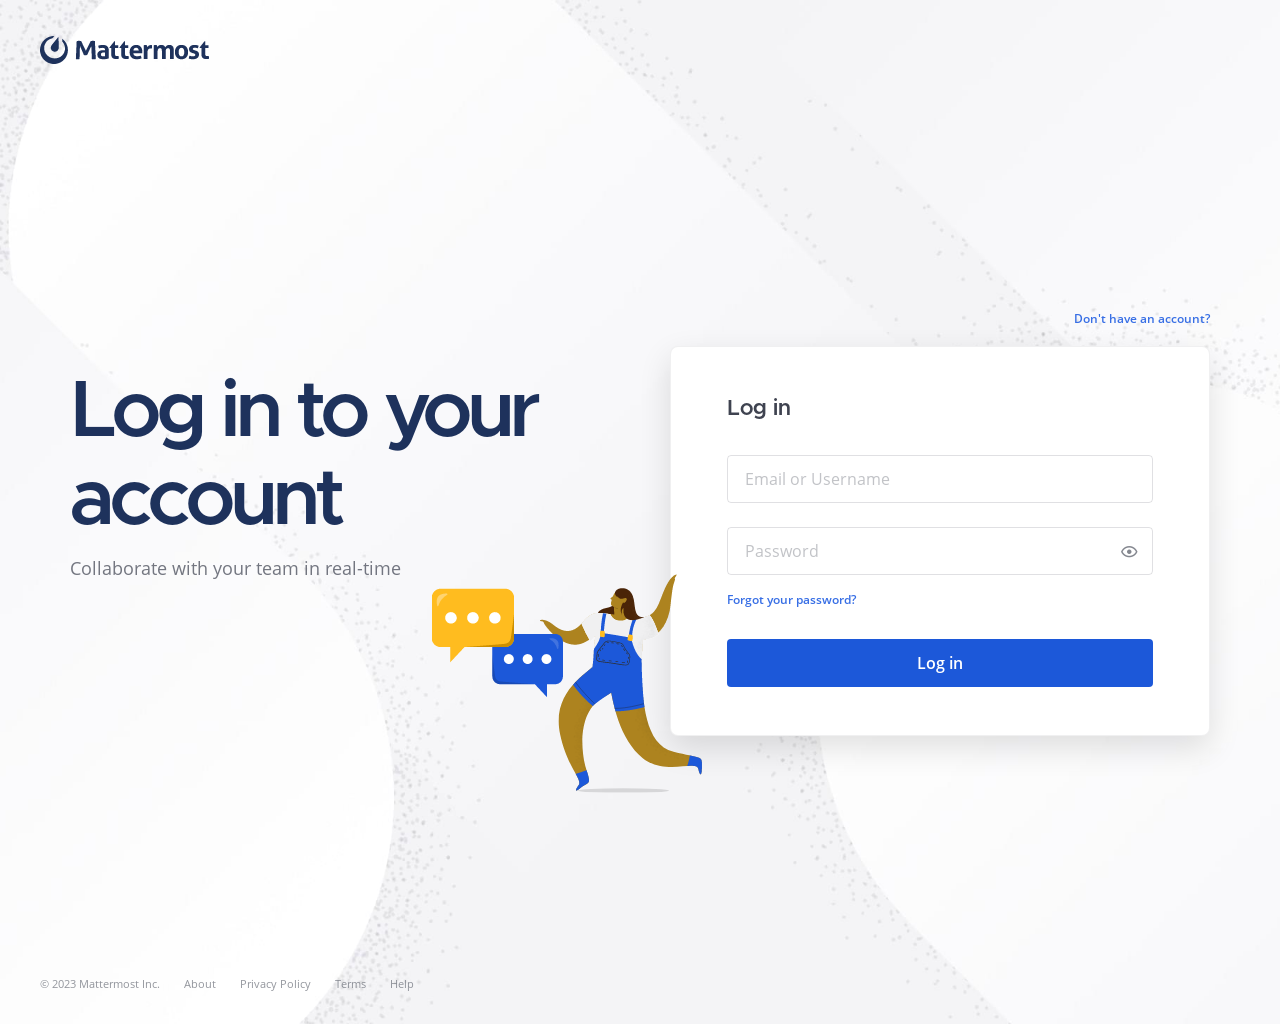 Mattermost
Don't have an account?
Log in to your
account
Collaborate with your team in real-time
Log in
Email or Username
Password
Forgot your password?
Log in
© 2023 Mattermost Inc. About Privacy Policy Terms Help